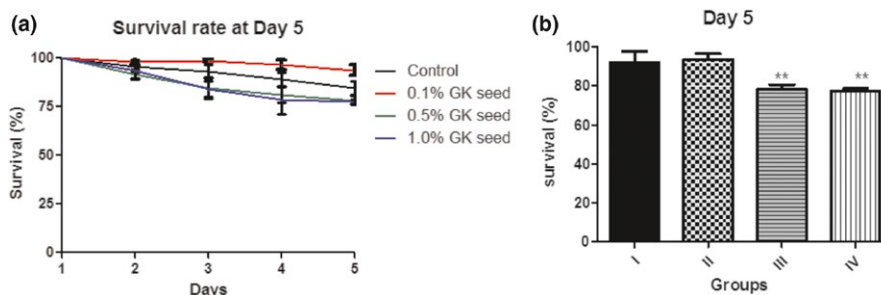 (a)
Survival rate at Day 5
Survival (%)
100
75
50
25
0
1 2 3 4 5
Days
Control
0.1% GK seed
0.5% GK seed
1.0% GK seed
(b)
Day 5
survival (%)
100
80
60
40
20
0
** **
I II III IV
Groups